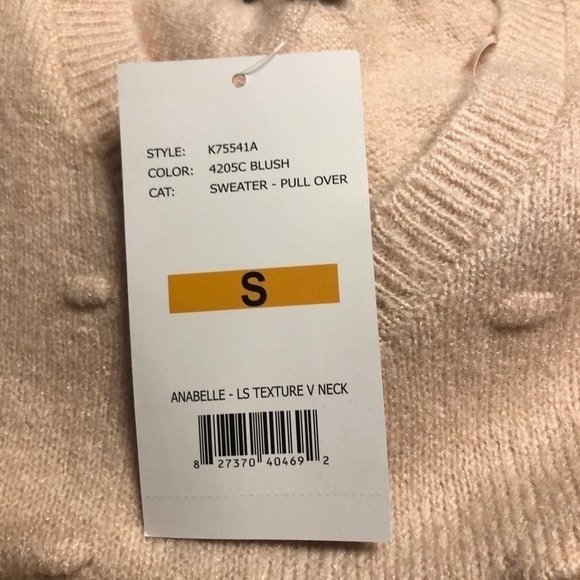 STYLE: K75541A
COLOR: 4205C BLUSH
CAT: SWEATER - PULL OVER
S
ANABELLE - LS TEXTURE V NECK
8 27370 40469 2